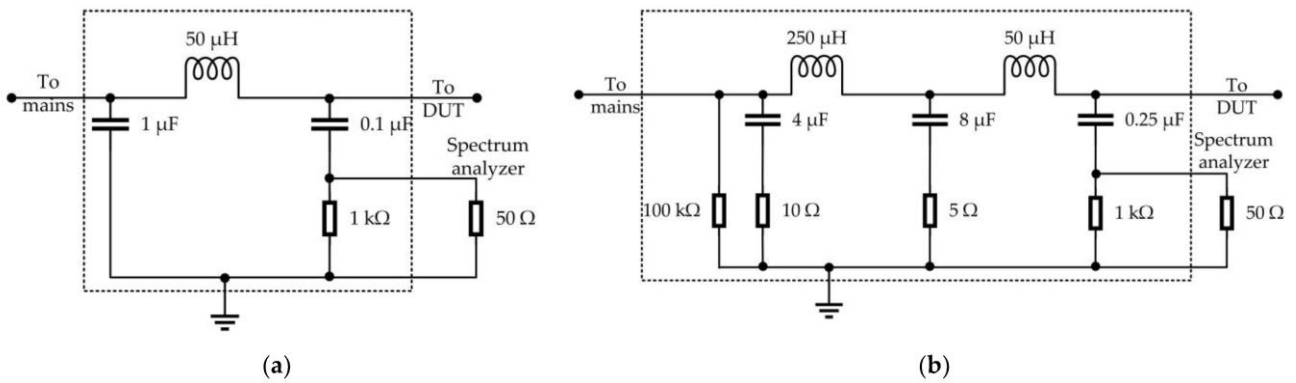 50 μH
To
mains
1 μF
0.1 μF
To
DUT
Spectrum
analyzer
1 kΩ
50 Ω
(a)
250 μH
50 μH
To
mains
4 μF
8 μF
0.25 μF
To
DUT
Spectrum
analyzer
100 kΩ
10 Ω
5 Ω
1 kΩ
50 Ω
(b)